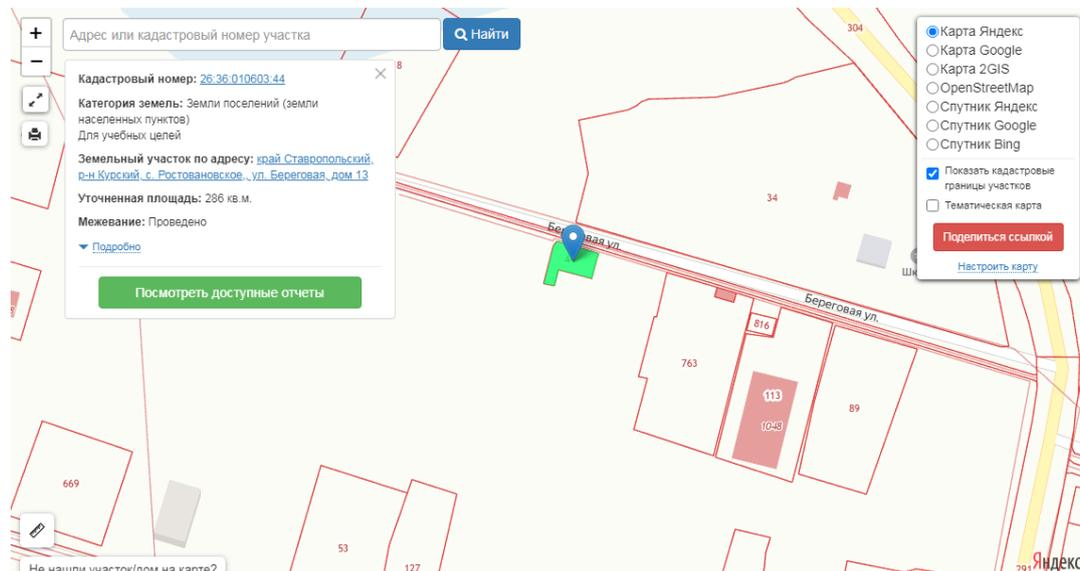 +
−
Адрес или кадастровый номер участка
Найти
Кадастровый номер: 26:36:010603:44
Категория земель: Земли поселений (земли
населенных пунктов)
Для учебных целей
Земельный участок по адресу: край Ставропольский,
р-н Курский, с. Ростовановское,, ул. Береговая, дом 13
Уточненная площадь: 286 кв.м.
Межевание: Проведено
Подробно
Посмотреть доступные отчеты
8
304
34
Береговая ул.
763
816
113
1048
89
669
53
127
291
Карта Яндекс
Карта Google
Карта 2GIS
OpenStreetMap
Спутник Яндекс
Спутник Google
Спутник Bing
Показать кадастровые
границы участков
Тематическая карта
Поделиться ссылкой
Настроить карту
Не нашли участок/дом на карте?
Яндекс